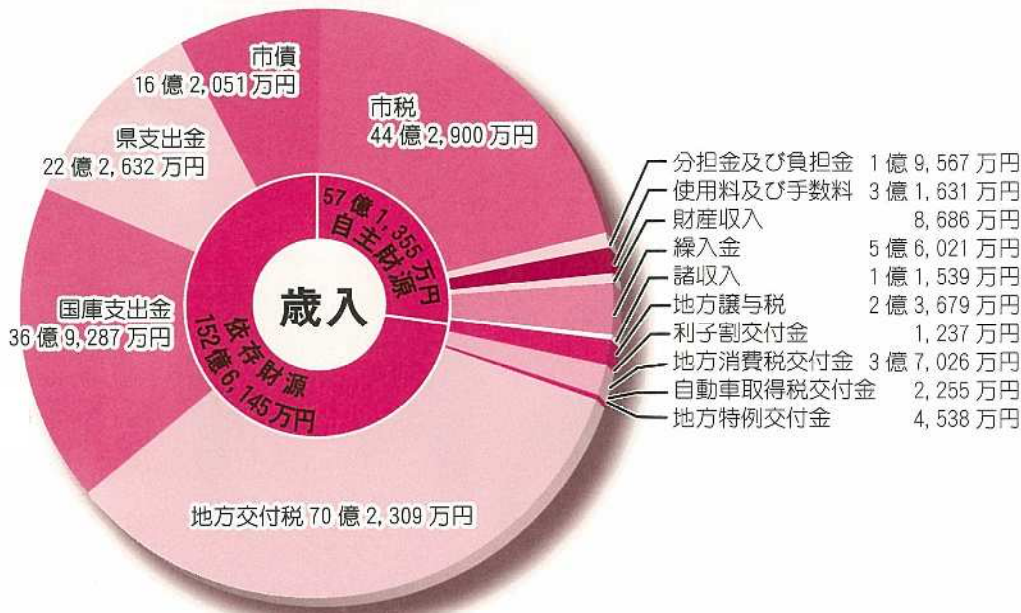 市債
16億2,051万円
市税
44億2,900万円
県支出金
22億2,632万円
分担金及び負担金 1億9,567万円
使用料及び手数料 3億1,631万円
財産収入 8,686万円
繰入金 5億6,021万円
諸収入 1億1,539万円
地方譲与税 2億3,679万円
利子割交付金 1,237万円
地方消費税交付金 3億7,026万円
自動車取得税交付金 2,255万円
地方特例交付金 4,538万円
57億1,355万円
自主財源
歳入
国庫支出金
36億9,287万円
依存財源
152億6,145万円
地方交付税70億2,309万円